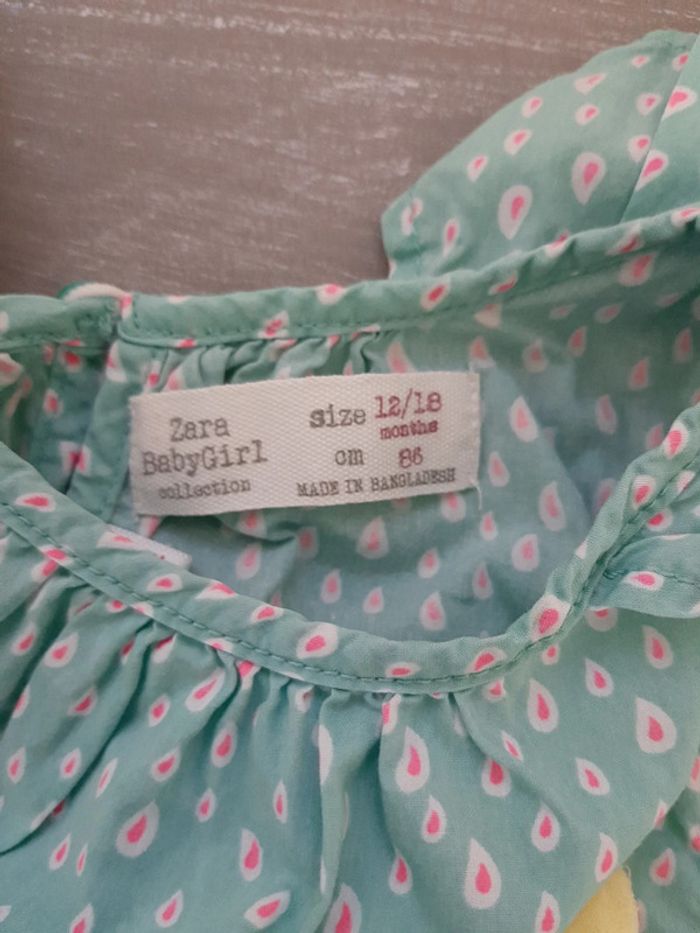 Zara
BabyGirl
collection
size 12/18
months
cm 86
MADE IN BANGLADESH